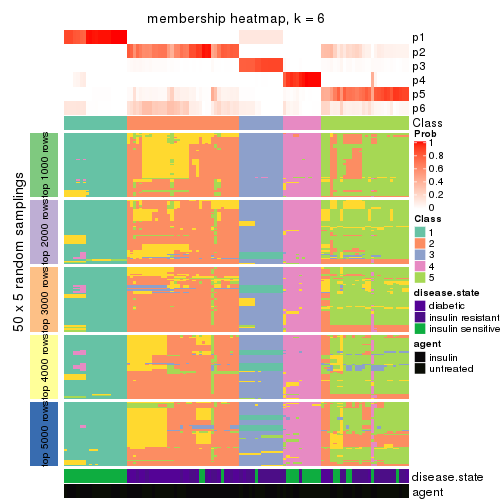 membership heatmap, k = 6
p1
p2
p3
p4
p5
p6
Class
50 x 5 random samplings
top 1000 rows
top 2000 rows
top 3000 rows
top 4000 rows
top 5000 rows
disease.state
agent
Prob
1
0.8
0.6
0.4
0.2
0
Class
1
2
3
4
5
disease.state
diabetic
insulin resistant
insulin sensitive
agent
insulin
untreated